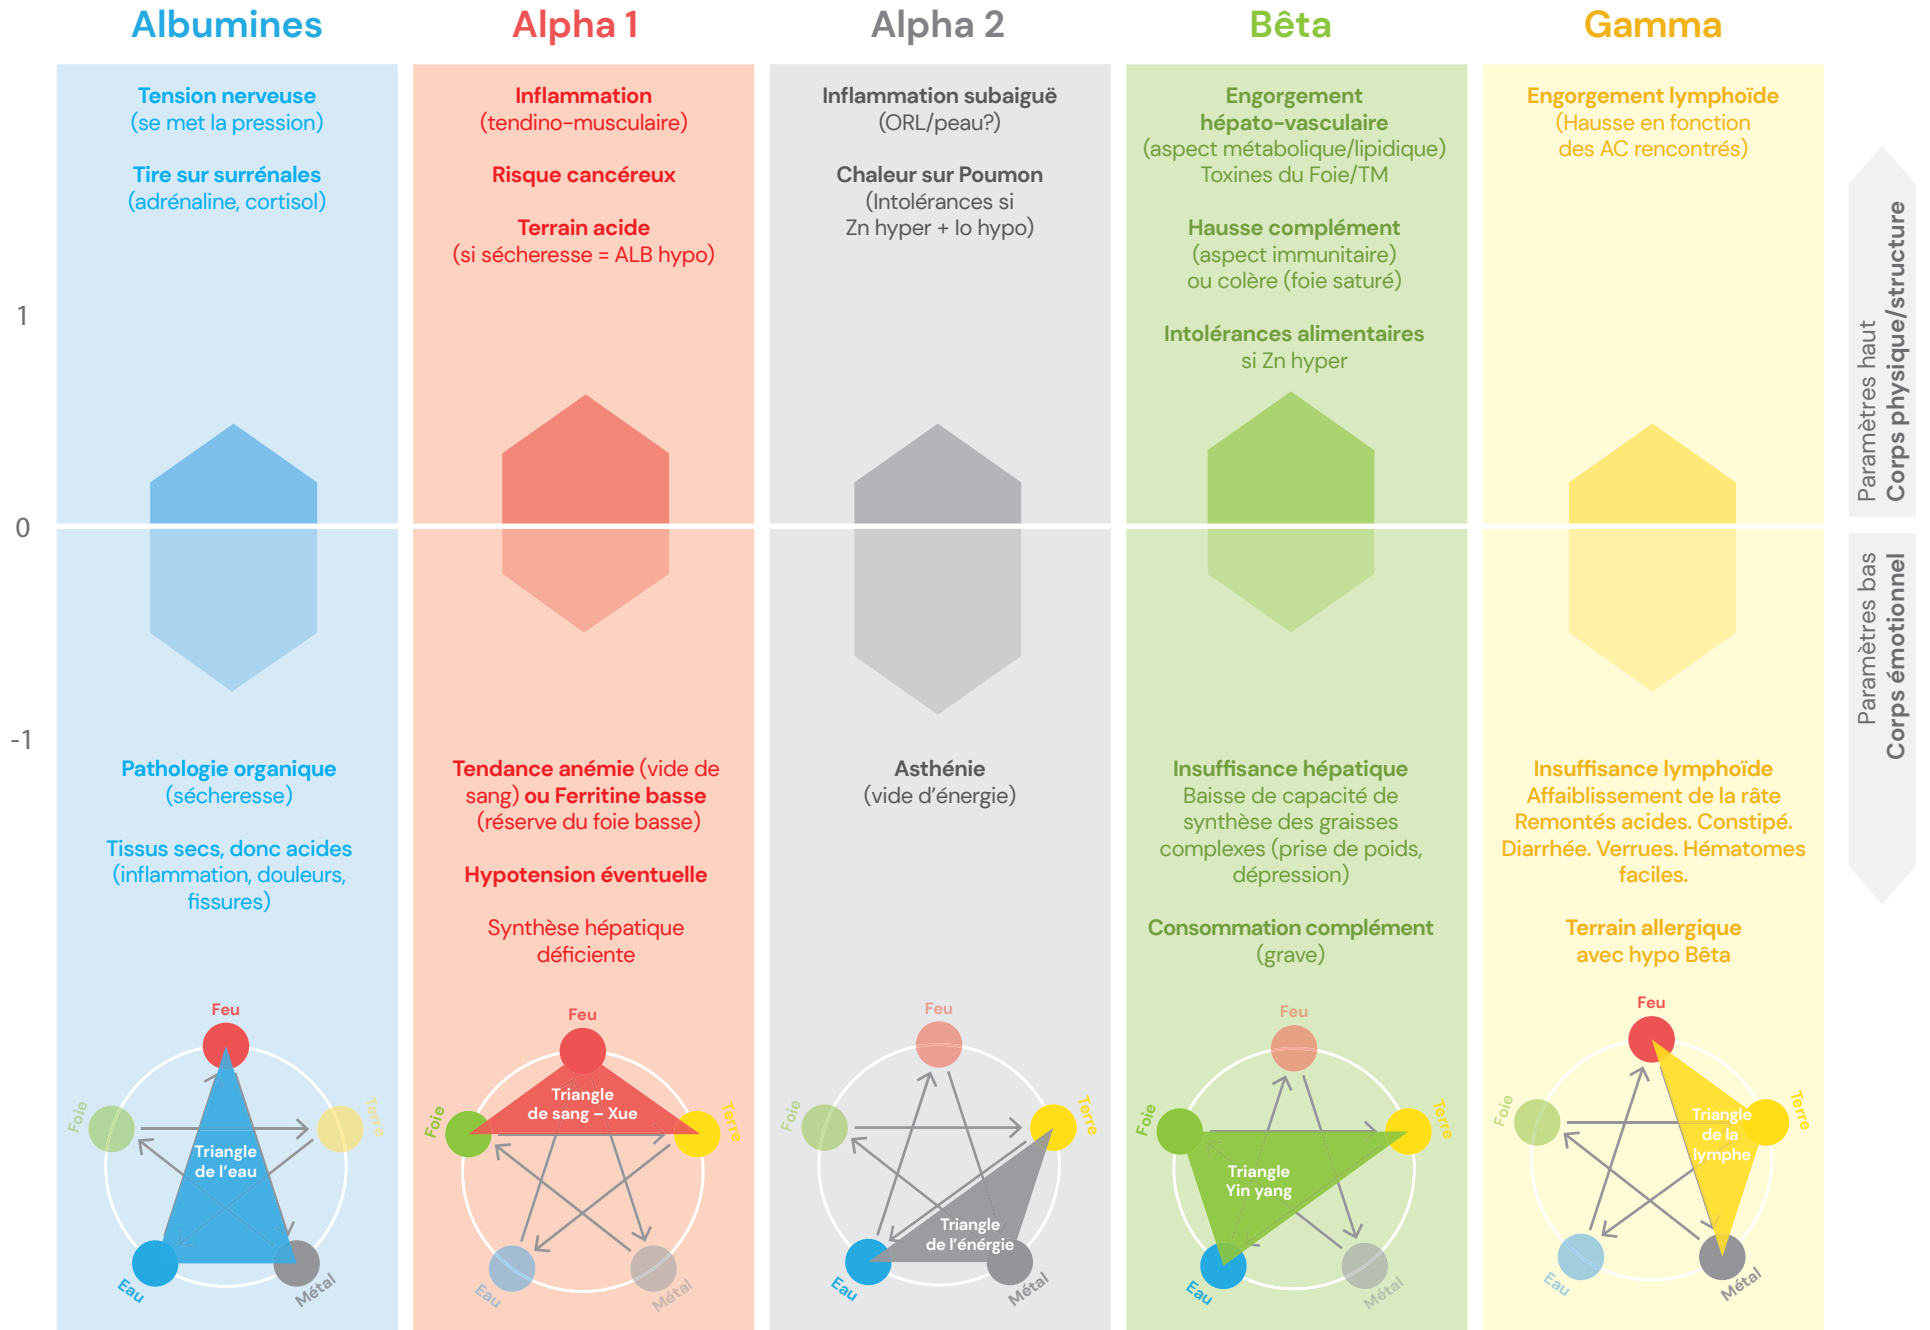 Albumines
Tension nerveuse
(se met la pression)
Tire sur surrénales
(adrénaline, cortisol)
Pathologie organique
(sécheresse)
Tissus secs, donc acides
(inflammation, douleurs,
fissures)
Feu
Terre
Métal
Eau
Foie
Triangle
de l'eau
Alpha 1
Inflammation
(tendino-musculaire)
Risque cancéreux
Terrain acide
(si sécheresse = ALB hypo)
Tendance anémie (vide de
sang) ou Ferritine basse
(réserve du foie basse)
Hypotension éventuelle
Synthèse hépatique
déficiente
Feu
Terre
Métal
Eau
Foie
Triangle
de sang – Xue
Alpha 2
Inflammation subaiguë
(ORL/peau?)
Chaleur sur Poumon
(Intolérances si
Zn hyper + Io hypo)
Asthénie
(vide d'énergie)
Feu
Terre
Métal
Eau
Foie
Triangle
de l'énérgie
Bêta
Engorgement
hépato-vasculaire
(aspect métabolique/lipidique)
Toxines du Foie/TM
Hausse complément
(aspect immunitaire)
ou colère (foie saturé)
Intolérances alimentaires
si Zn hyper
Insuffisance hépatique
Baisse de capacité de
synthèse des graisses
complexes (prise de poids,
dépression)
Consommation complément
(grave)
Feu
Terre
Métal
Eau
Foie
Triangle
Yin yang
Gamma
Engorgement lymphoïde
(Hausse en fonction
des AC rencontrés)
Insuffisance lymphoïde
Affaiblissement de la râte
Remontés acides. Constipé.
Diarrhée. Verrues. Hématomes
faciles.
Terrain allergique
avec hypo Bêta
Feu
Terre
Métal
Eau
Foie
Triangle
de la
lymphe
1
0
-1
Paramètres haut
Corps physique/structure
Paramètres bas
Corps émotionnel